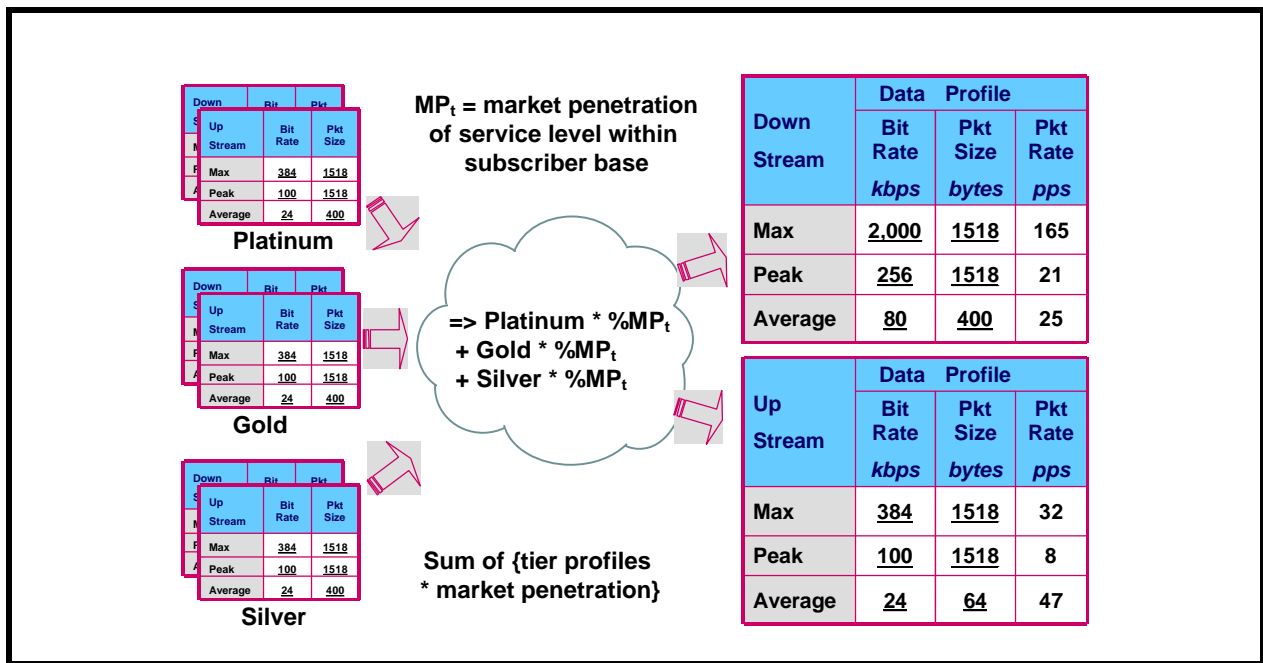 Down Bit Pkt
Up Stream Bit Rate Pkt Size
Max 384 1518
Peak 100 1518
Average 24 400
Platinum
Down Bit Pkt
Up Stream Bit Rate Pkt Size
Max 384 1518
Peak 100 1518
Average 24 400
Gold
Down Bit Pkt
Up Stream Bit Rate Pkt Size
Max 384 1518
Peak 100 1518
Average 24 400
Silver
MPt = market penetration
of service level within
subscriber base
=> Platinum * %MPt
+ Gold * %MPt
+ Silver * %MPt
Sum of {tier profiles
* market penetration}
Data Profile
Down Stream Bit Rate kbps Pkt Size bytes Pkt Rate pps
Max 2,000 1518 165
Peak 256 1518 21
Average 80 400 25
Data Profile
Up Stream Bit Rate kbps Pkt Size bytes Pkt Rate pps
Max 384 1518 32
Peak 100 1518 8
Average 24 64 47